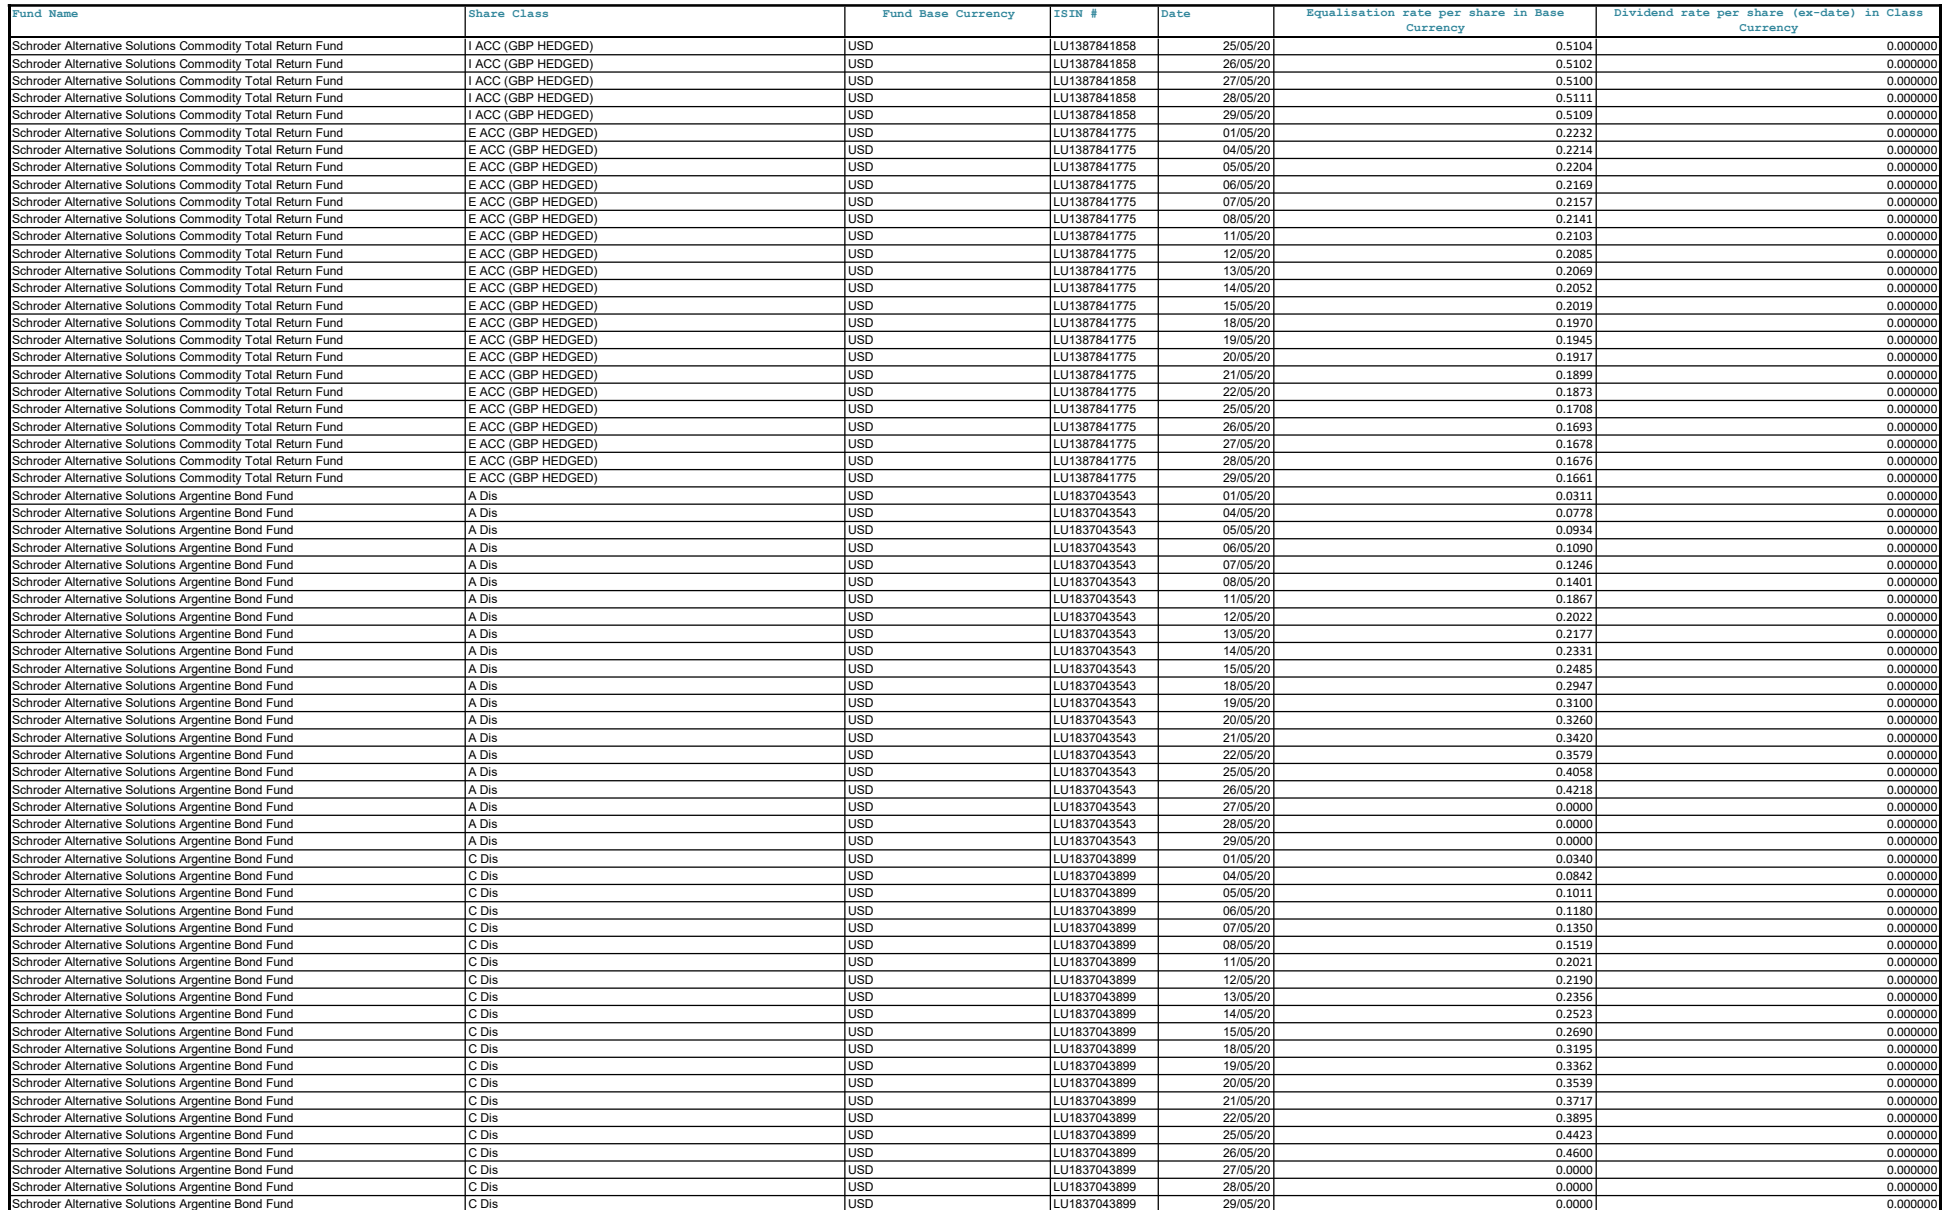 Fund Name Share Class Fund Base Currency ISIN # Date Equalisation rate per share in Base Currency Dividend rate per share (ex-date) in Class Currency
Schroder Alternative Solutions Commodity Total Return Fund I ACC (GBP HEDGED) USD LU1387841858 25/05/20 0.5104 0.000000
Schroder Alternative Solutions Commodity Total Return Fund I ACC (GBP HEDGED) USD LU1387841858 26/05/20 0.5102 0.000000
Schroder Alternative Solutions Commodity Total Return Fund I ACC (GBP HEDGED) USD LU1387841858 27/05/20 0.5100 0.000000
Schroder Alternative Solutions Commodity Total Return Fund I ACC (GBP HEDGED) USD LU1387841858 28/05/20 0.5111 0.000000
Schroder Alternative Solutions Commodity Total Return Fund I ACC (GBP HEDGED) USD LU1387841858 29/05/20 0.5109 0.000000
Schroder Alternative Solutions Commodity Total Return Fund E ACC (GBP HEDGED) USD LU1387841775 01/05/20 0.2232 0.000000
Schroder Alternative Solutions Commodity Total Return Fund E ACC (GBP HEDGED) USD LU1387841775 04/05/20 0.2214 0.000000
Schroder Alternative Solutions Commodity Total Return Fund E ACC (GBP HEDGED) USD LU1387841775 05/05/20 0.2204 0.000000
Schroder Alternative Solutions Commodity Total Return Fund E ACC (GBP HEDGED) USD LU1387841775 06/05/20 0.2169 0.000000
Schroder Alternative Solutions Commodity Total Return Fund E ACC (GBP HEDGED) USD LU1387841775 07/05/20 0.2157 0.000000
Schroder Alternative Solutions Commodity Total Return Fund E ACC (GBP HEDGED) USD LU1387841775 08/05/20 0.2141 0.000000
Schroder Alternative Solutions Commodity Total Return Fund E ACC (GBP HEDGED) USD LU1387841775 11/05/20 0.2103 0.000000
Schroder Alternative Solutions Commodity Total Return Fund E ACC (GBP HEDGED) USD LU1387841775 12/05/20 0.2085 0.000000
Schroder Alternative Solutions Commodity Total Return Fund E ACC (GBP HEDGED) USD LU1387841775 13/05/20 0.2069 0.000000
Schroder Alternative Solutions Commodity Total Return Fund E ACC (GBP HEDGED) USD LU1387841775 14/05/20 0.2052 0.000000
Schroder Alternative Solutions Commodity Total Return Fund E ACC (GBP HEDGED) USD LU1387841775 15/05/20 0.2019 0.000000
Schroder Alternative Solutions Commodity Total Return Fund E ACC (GBP HEDGED) USD LU1387841775 18/05/20 0.1970 0.000000
Schroder Alternative Solutions Commodity Total Return Fund E ACC (GBP HEDGED) USD LU1387841775 19/05/20 0.1945 0.000000
Schroder Alternative Solutions Commodity Total Return Fund E ACC (GBP HEDGED) USD LU1387841775 20/05/20 0.1917 0.000000
Schroder Alternative Solutions Commodity Total Return Fund E ACC (GBP HEDGED) USD LU1387841775 21/05/20 0.1899 0.000000
Schroder Alternative Solutions Commodity Total Return Fund E ACC (GBP HEDGED) USD LU1387841775 22/05/20 0.1873 0.000000
Schroder Alternative Solutions Commodity Total Return Fund E ACC (GBP HEDGED) USD LU1387841775 25/05/20 0.1708 0.000000
Schroder Alternative Solutions Commodity Total Return Fund E ACC (GBP HEDGED) USD LU1387841775 26/05/20 0.1693 0.000000
Schroder Alternative Solutions Commodity Total Return Fund E ACC (GBP HEDGED) USD LU1387841775 27/05/20 0.1678 0.000000
Schroder Alternative Solutions Commodity Total Return Fund E ACC (GBP HEDGED) USD LU1387841775 28/05/20 0.1676 0.000000
Schroder Alternative Solutions Commodity Total Return Fund E ACC (GBP HEDGED) USD LU1387841775 29/05/20 0.1661 0.000000
Schroder Alternative Solutions Argentine Bond Fund A Dis USD LU1837043543 01/05/20 0.0311 0.000000
Schroder Alternative Solutions Argentine Bond Fund A Dis USD LU1837043543 04/05/20 0.0778 0.000000
Schroder Alternative Solutions Argentine Bond Fund A Dis USD LU1837043543 05/05/20 0.0934 0.000000
Schroder Alternative Solutions Argentine Bond Fund A Dis USD LU1837043543 06/05/20 0.1090 0.000000
Schroder Alternative Solutions Argentine Bond Fund A Dis USD LU1837043543 07/05/20 0.1246 0.000000
Schroder Alternative Solutions Argentine Bond Fund A Dis USD LU1837043543 08/05/20 0.1401 0.000000
Schroder Alternative Solutions Argentine Bond Fund A Dis USD LU1837043543 11/05/20 0.1867 0.000000
Schroder Alternative Solutions Argentine Bond Fund A Dis USD LU1837043543 12/05/20 0.2022 0.000000
Schroder Alternative Solutions Argentine Bond Fund A Dis USD LU1837043543 13/05/20 0.2177 0.000000
Schroder Alternative Solutions Argentine Bond Fund A Dis USD LU1837043543 14/05/20 0.2331 0.000000
Schroder Alternative Solutions Argentine Bond Fund A Dis USD LU1837043543 15/05/20 0.2485 0.000000
Schroder Alternative Solutions Argentine Bond Fund A Dis USD LU1837043543 18/05/20 0.2947 0.000000
Schroder Alternative Solutions Argentine Bond Fund A Dis USD LU1837043543 19/05/20 0.3100 0.000000
Schroder Alternative Solutions Argentine Bond Fund A Dis USD LU1837043543 20/05/20 0.3260 0.000000
Schroder Alternative Solutions Argentine Bond Fund A Dis USD LU1837043543 21/05/20 0.3420 0.000000
Schroder Alternative Solutions Argentine Bond Fund A Dis USD LU1837043543 22/05/20 0.3579 0.000000
Schroder Alternative Solutions Argentine Bond Fund A Dis USD LU1837043543 25/05/20 0.4058 0.000000
Schroder Alternative Solutions Argentine Bond Fund A Dis USD LU1837043543 26/05/20 0.4218 0.000000
Schroder Alternative Solutions Argentine Bond Fund A Dis USD LU1837043543 27/05/20 0.0000 0.000000
Schroder Alternative Solutions Argentine Bond Fund A Dis USD LU1837043543 28/05/20 0.0000 0.000000
Schroder Alternative Solutions Argentine Bond Fund A Dis USD LU1837043543 29/05/20 0.0000 0.000000
Schroder Alternative Solutions Argentine Bond Fund C Dis USD LU1837043899 01/05/20 0.0340 0.000000
Schroder Alternative Solutions Argentine Bond Fund C Dis USD LU1837043899 04/05/20 0.0842 0.000000
Schroder Alternative Solutions Argentine Bond Fund C Dis USD LU1837043899 05/05/20 0.1011 0.000000
Schroder Alternative Solutions Argentine Bond Fund C Dis USD LU1837043899 06/05/20 0.1180 0.000000
Schroder Alternative Solutions Argentine Bond Fund C Dis USD LU1837043899 07/05/20 0.1350 0.000000
Schroder Alternative Solutions Argentine Bond Fund C Dis USD LU1837043899 08/05/20 0.1519 0.000000
Schroder Alternative Solutions Argentine Bond Fund C Dis USD LU1837043899 11/05/20 0.2021 0.000000
Schroder Alternative Solutions Argentine Bond Fund C Dis USD LU1837043899 12/05/20 0.2190 0.000000
Schroder Alternative Solutions Argentine Bond Fund C Dis USD LU1837043899 13/05/20 0.2356 0.000000
Schroder Alternative Solutions Argentine Bond Fund C Dis USD LU1837043899 14/05/20 0.2523 0.000000
Schroder Alternative Solutions Argentine Bond Fund C Dis USD LU1837043899 15/05/20 0.2690 0.000000
Schroder Alternative Solutions Argentine Bond Fund C Dis USD LU1837043899 18/05/20 0.3195 0.000000
Schroder Alternative Solutions Argentine Bond Fund C Dis USD LU1837043899 19/05/20 0.3362 0.000000
Schroder Alternative Solutions Argentine Bond Fund C Dis USD LU1837043899 20/05/20 0.3539 0.000000
Schroder Alternative Solutions Argentine Bond Fund C Dis USD LU1837043899 21/05/20 0.3717 0.000000
Schroder Alternative Solutions Argentine Bond Fund C Dis USD LU1837043899 22/05/20 0.3895 0.000000
Schroder Alternative Solutions Argentine Bond Fund C Dis USD LU1837043899 25/05/20 0.4423 0.000000
Schroder Alternative Solutions Argentine Bond Fund C Dis USD LU1837043899 26/05/20 0.4600 0.000000
Schroder Alternative Solutions Argentine Bond Fund C Dis USD LU1837043899 27/05/20 0.0000 0.000000
Schroder Alternative Solutions Argentine Bond Fund C Dis USD LU1837043899 28/05/20 0.0000 0.000000
Schroder Alternative Solutions Argentine Bond Fund C Dis USD LU1837043899 29/05/20 0.0000 0.000000